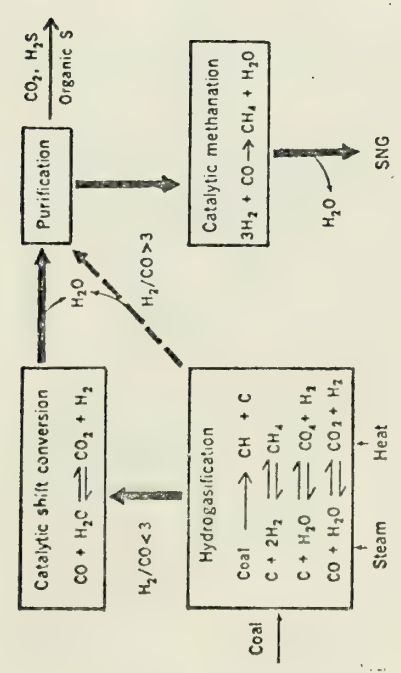 Catalytic shift conversion
CO + H₂C ⇌ CO₂ + H₂
H₂O
Purification
CO₂, H₂S
Organic S
H₂/CO<3
H₂/CO>3
Coal
Hydrogasification
Coal → CH + C
C + 2H₂ ⇌ CH₄
C + H₂O ⇌ CO₄ + H₂
CO + H₂O ⇌ CO₂ + H₂
Steam
Heat
Catalytic methanation
3H₂ + CO → CH₄ + H₂O
H₂O
SNG